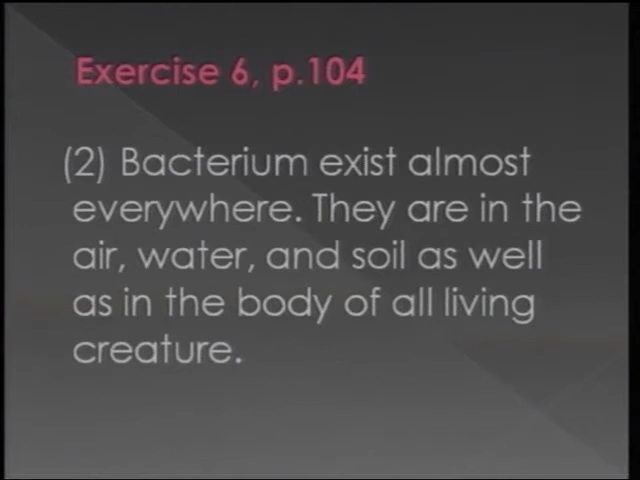 Exercise 6, p.104
(2) Bacterium exist almost
everywhere. They are in the
air, water, and soil as well
as in the body of all living
creature.